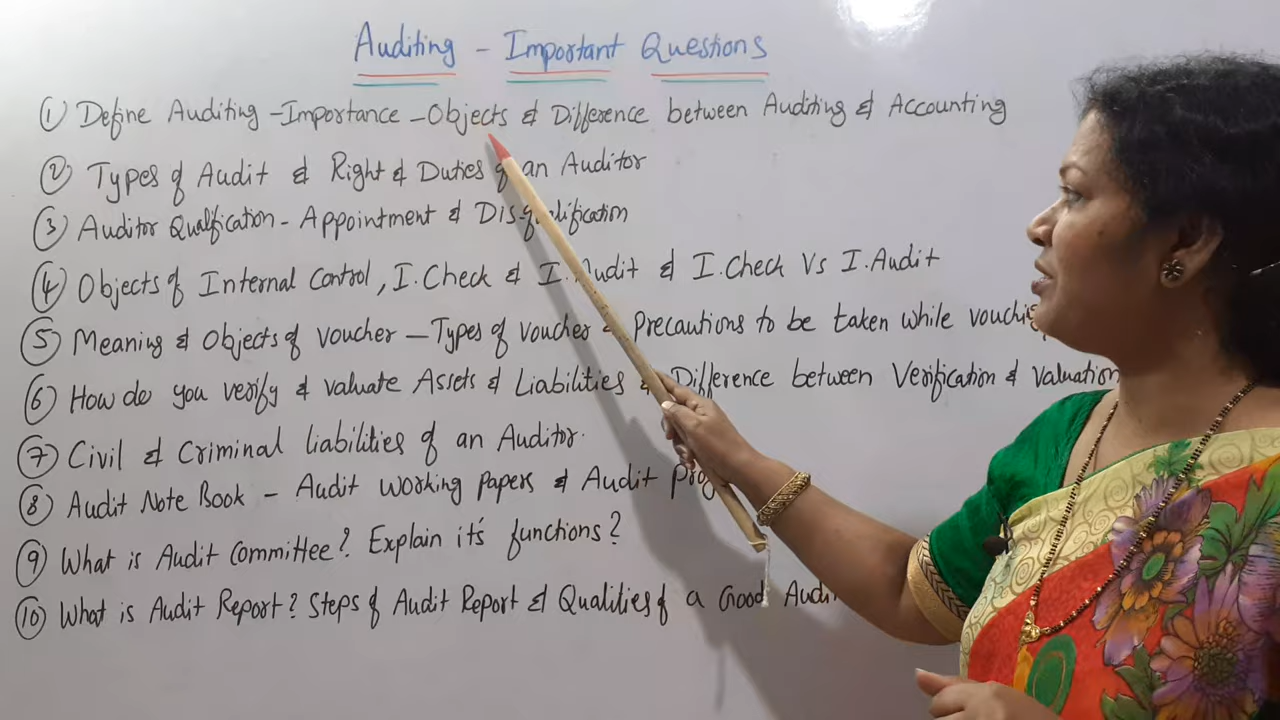 Auditing - Important Questions
① Define Auditing - Importance - Objects & Difference between Auditing & Accounting
② Types of Audit & Right & Duties of an Auditor
③ Auditor Qualfication - Appointment & Disqualification
④ Objects of Internal Control, I. Check & I. Audit & I. Check Vs I. Audit
⑤ Meaning & Objects of voucher - Types of voucher & Precautions to be taken while
⑥ How do you verify & valuate Assets & Liabilities & Difference between Verification & Valuation
⑦ Civil & Criminal liabilities of an Auditor.
⑧ Audit Note Book - Audit working papers & Audit
⑨ What is Audit Committee? Explain it's functions?
⑩ What is Audit Report? Steps of Audit Report & Qualities of a Good